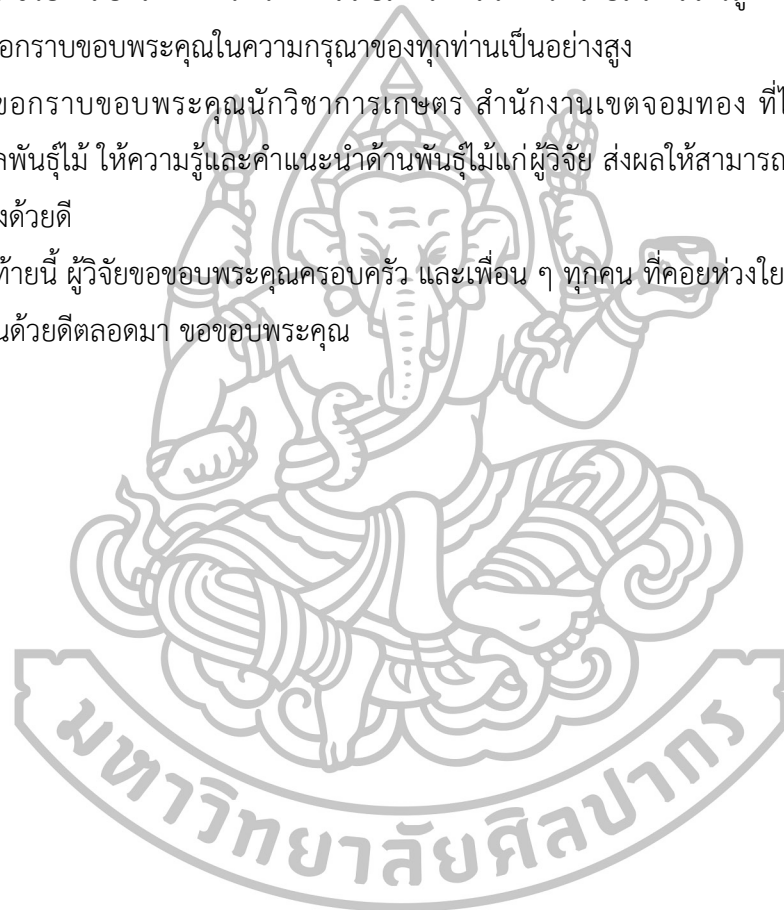 อกราบขอบพระคุณในความกรุณาของทุกท่านเป็นอย่างสูง
ขอกราบขอบพระคุณนักวิชาการเกษตร สำนักงานเขตจอมทอง ที่
ลพันธุ์ไม้ ให้ความรู้และคำแนะนำด้านพันธุ์ไม้แก่ผู้วิจัย ส่งผลให้สามารถ
งด้วยดี
ท้ายนี้ ผู้วิจัยขอขอบพระคุณครอบครัว และเพื่อน ๆ ทุกคน ที่คอยห่วงใย
นด้วยดีตลอดมา ขอขอบพระคุณ
มหาวิทยาลัยศิลปากร